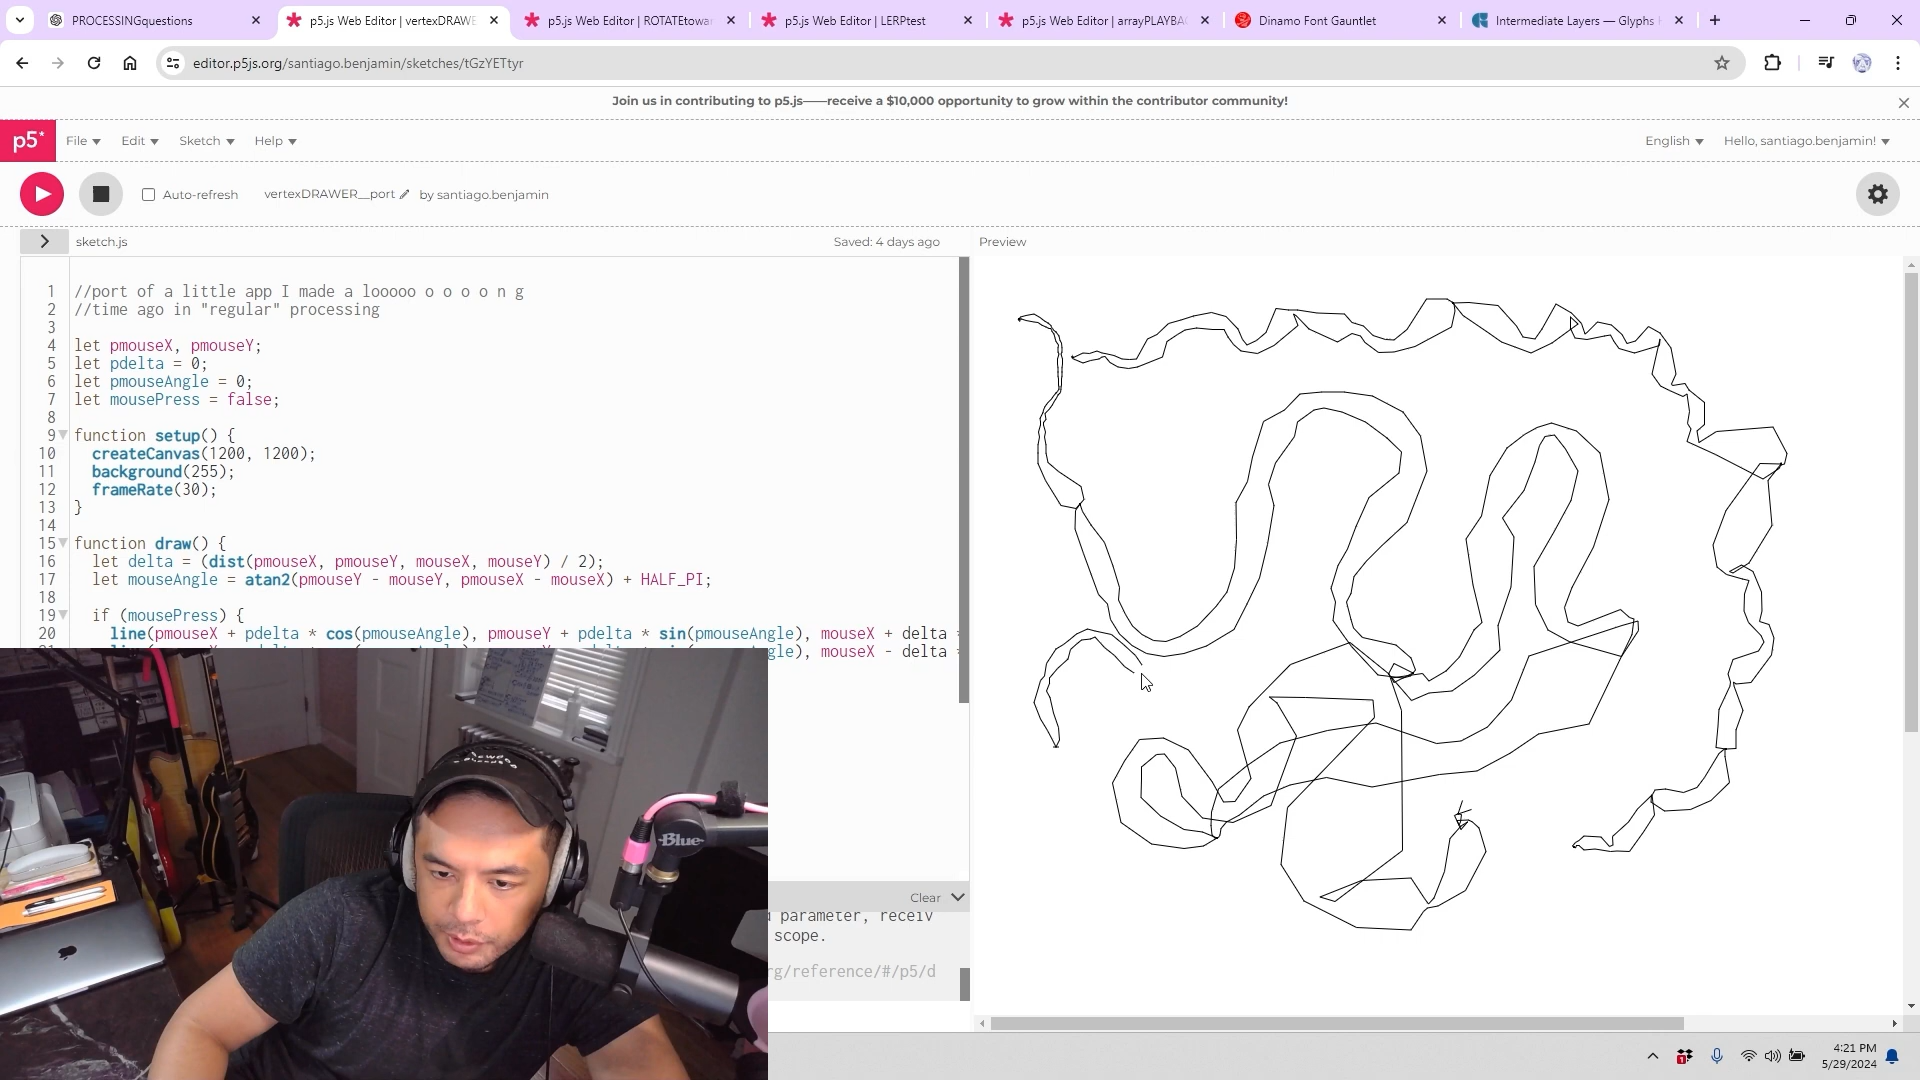 PROCESSINGquestions
p5.js Web Editor | vertexDRAWE
p5.js Web Editor | ROTATEtowar
p5.js Web Editor | LERPtest
p5.js Web Editor | arrayPLAYBA
Dinamo Font Gauntlet
Intermediate Layers — Glyphs
editor.p5js.org/santiago.benjamin/sketches/tGzYETtyr
Join us in contributing to p5.js——receive a $10,000 opportunity to grow within the contributor community!
p5*
File
Edit
Sketch
Help
English
Hello, santiago.benjamin!
Auto-refresh
vertexDRAWER__port
by santiago.benjamin
sketch.js
Saved: 4 days ago
Preview
1 //port of a little app I made a looooo o o o o n g
2 //time ago in "regular" processing
3
4 let pmouseX, pmouseY;
5 let pdelta = 0;
6 let pmouseAngle = 0;
7 let mousePress = false;
8
9 function setup() {
10 createCanvas(1200, 1200);
11 background(255);
12 frameRate(30);
13 }
14
15 function draw() {
16 let delta = (dist(pmouseX, pmouseY, mouseX, mouseY) / 2);
17 let mouseAngle = atan2(pmouseY - mouseY, pmouseX - mouseX) + HALF_PI;
18
19 if (mousePress) {
20 line(pmouseX + pdelta * cos(pmouseAngle), pmouseY + pdelta * sin(pmouseAngle), mouseX + delta *
gle), mouseX - delta *
Clear
d parameter, receiv
scope.
rg/reference/#/p5/d
Blue
4:21 PM
5/29/2024